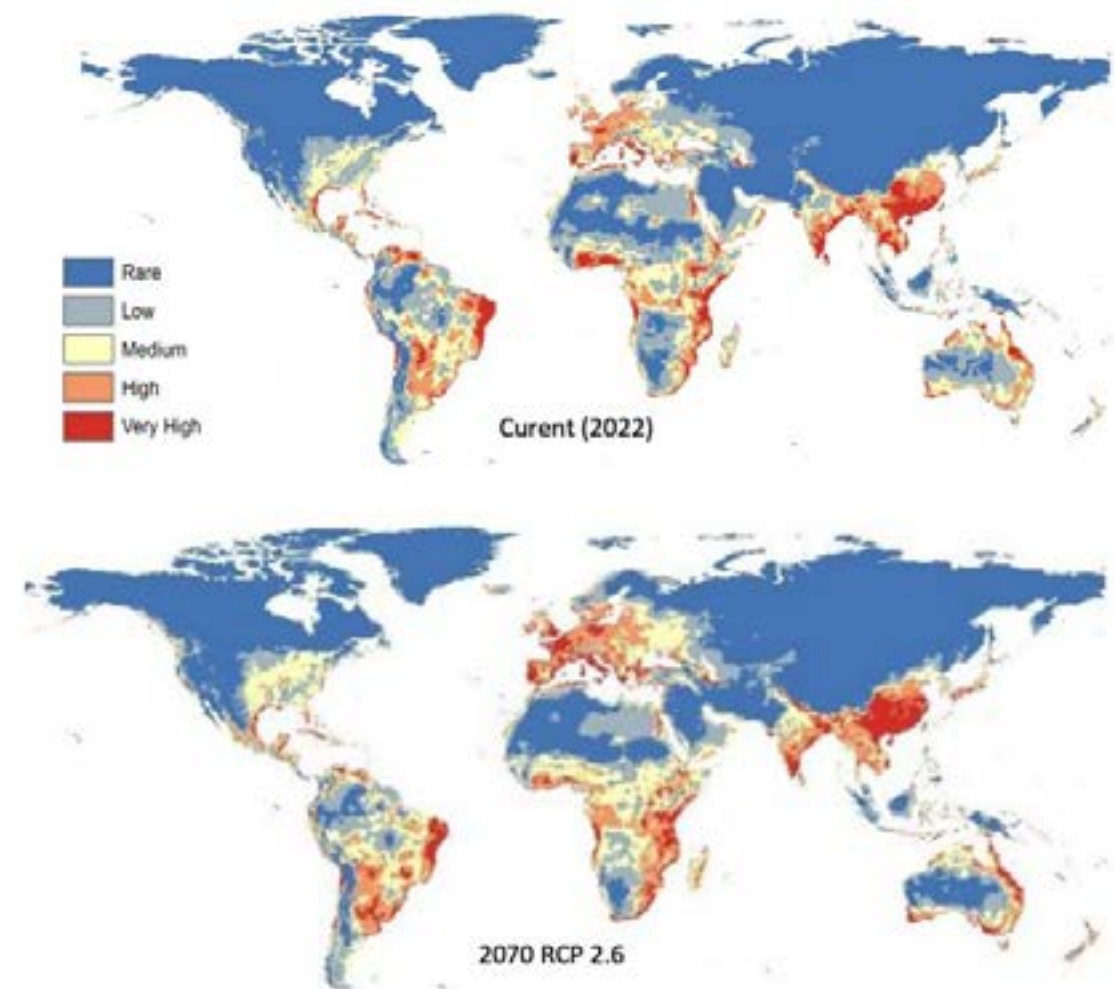 Rare
Low
Medium
High
Very High
Curent (2022)
2070 RCP 2.6